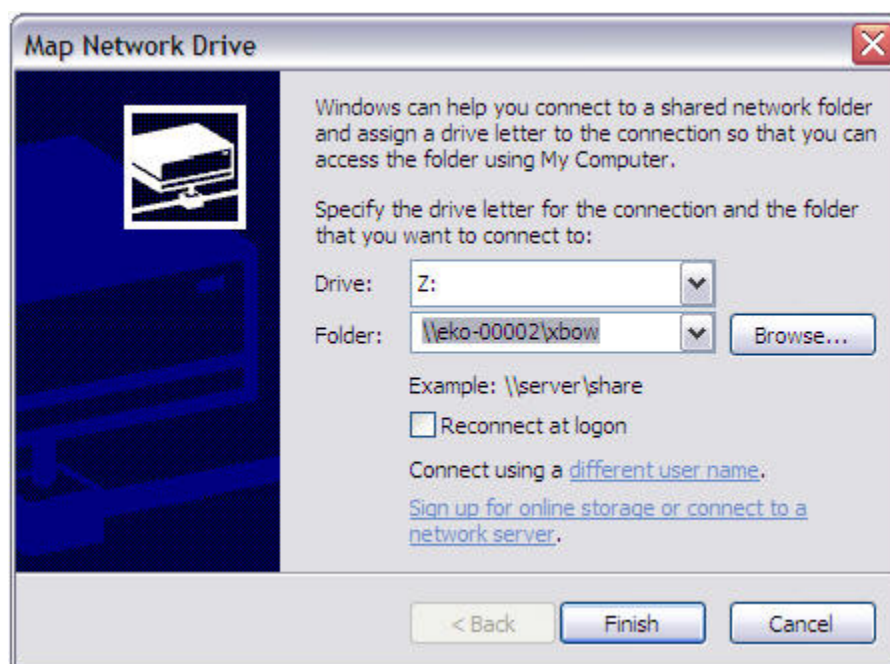 Map Network Drive
Windows can help you connect to a shared network folder
and assign a drive letter to the connection so that you can
access the folder using My Computer.
Specify the drive letter for the connection and the folder
that you want to connect to:
Drive: Z:
Folder: \\eko-00002\xbow Browse...
Example: \\server\share
Reconnect at logon
Connect using a different user name.
Sign up for online storage or connect to a
network server.
< Back Finish Cancel